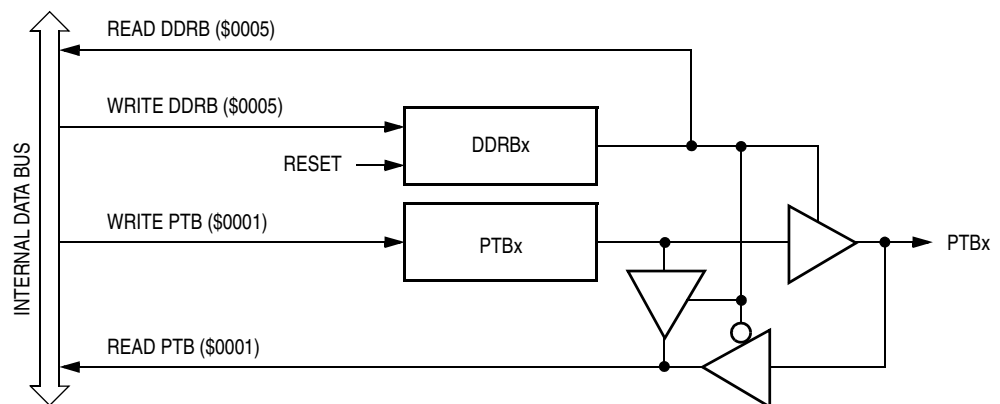 READ DDRB ($0005)
WRITE DDRB ($0005)
DDRBx
RESET
WRITE PTB ($0001)
PTBx
PTBx
READ PTB ($0001)
INTERNAL DATA BUS